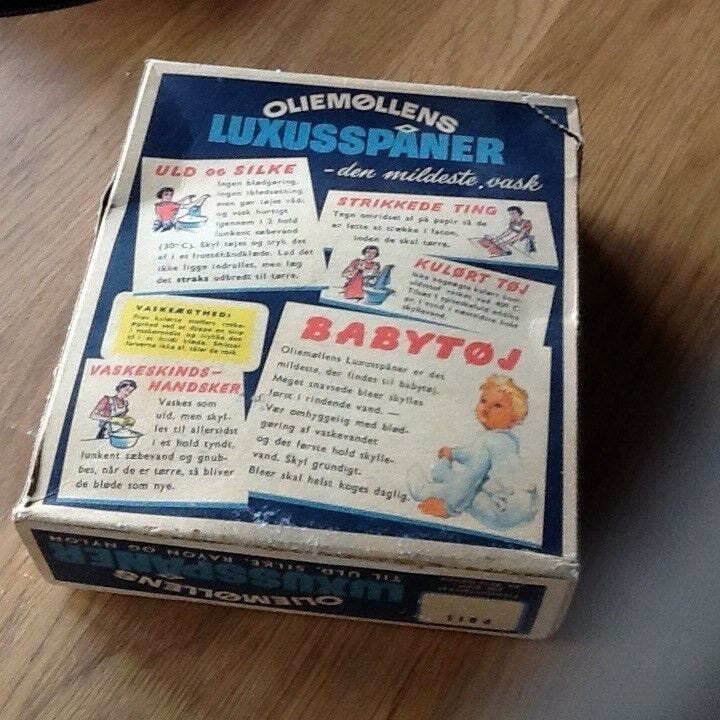 OLIEMØLLENS
LUXUSSPÅNER
- den mildeste vask
ULD OG SILKE
Ingen blødgøring,
ingen iblødsætning,
men gør tøjet vådt
og vask hurtigt
igennem i 2 hold
lunkent sæbevand
(30° C). Skyl tøjet og tryk det
af i et frottéhåndklæde. Lad det
ikke ligge indrullet, men læg
det straks udbredt til tørre.
STRIKKEDE TING
Tegn omridset af på papir så de
er lette at trække i facon,
inden de skal tørre.
KULØRT TØJ
VASKEÆGTHED:
VASKESKINDS-
HANDSKER
Vaskes som
uld, men skyl-
les til allersidst
i et hold tyndt,
lunkent sæbevand og gnub-
bes, når de er tørre, så bliver
de bløde som nye.
BABYTØJ
Oliemøllens Luxusspåner er det
mildeste, der findes til babytøj.
Meget snavsede bleer skylles
først i rindende vand. —
Vær omhyggelig med blød-
gøring af vaskevandet
og det første hold skylle-
vand. Skyl grundigt.
Bleer skal helst koges daglig.
OLIEMØLLENS
LUXUSSPÅNER
TIL ULD, SILKE, RAYON OG NYLON
PRIS